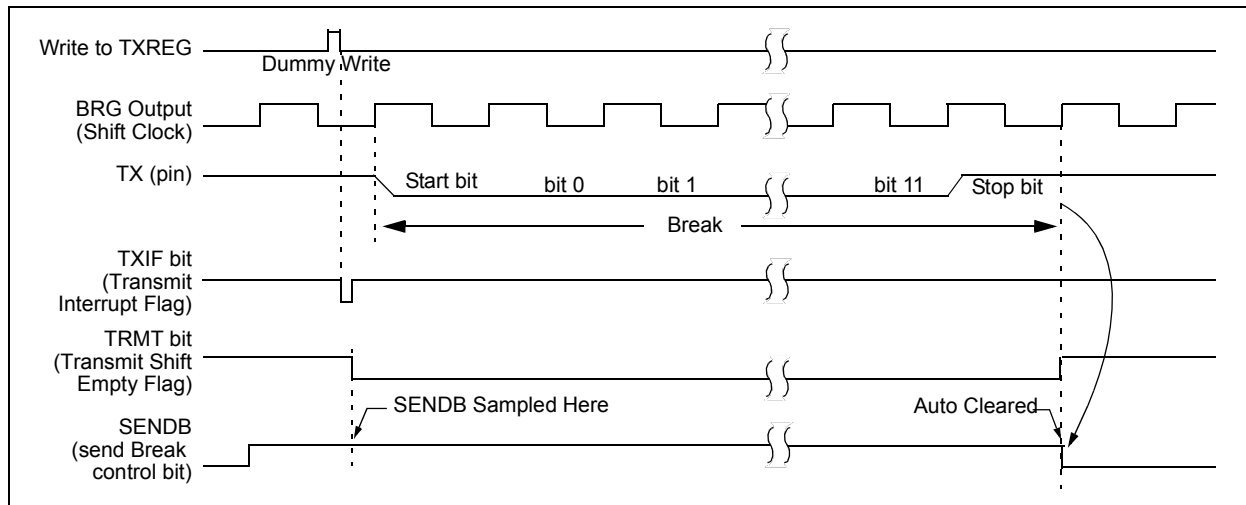 Write to TXREG
Dummy Write
BRG Output
(Shift Clock)
TX (pin)
Start bit
bit 0
bit 1
bit 11
Stop bit
Break
TXIF bit
(Transmit
Interrupt Flag)
TRMT bit
(Transmit Shift
Empty Flag)
SENDB Sampled Here
Auto Cleared
SENDB
(send Break
control bit)